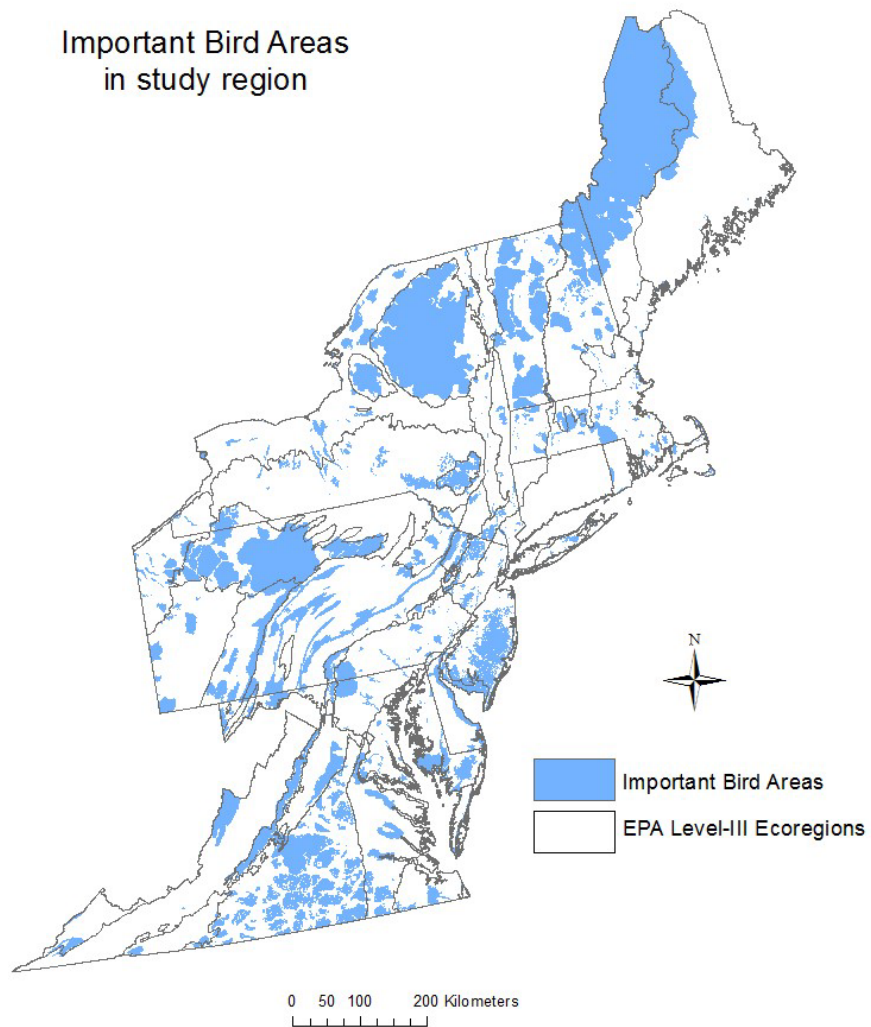 Important Bird Areas
in study region
N
Important Bird Areas
EPA Level-III Ecoregions
0 50 100 200 Kilometers